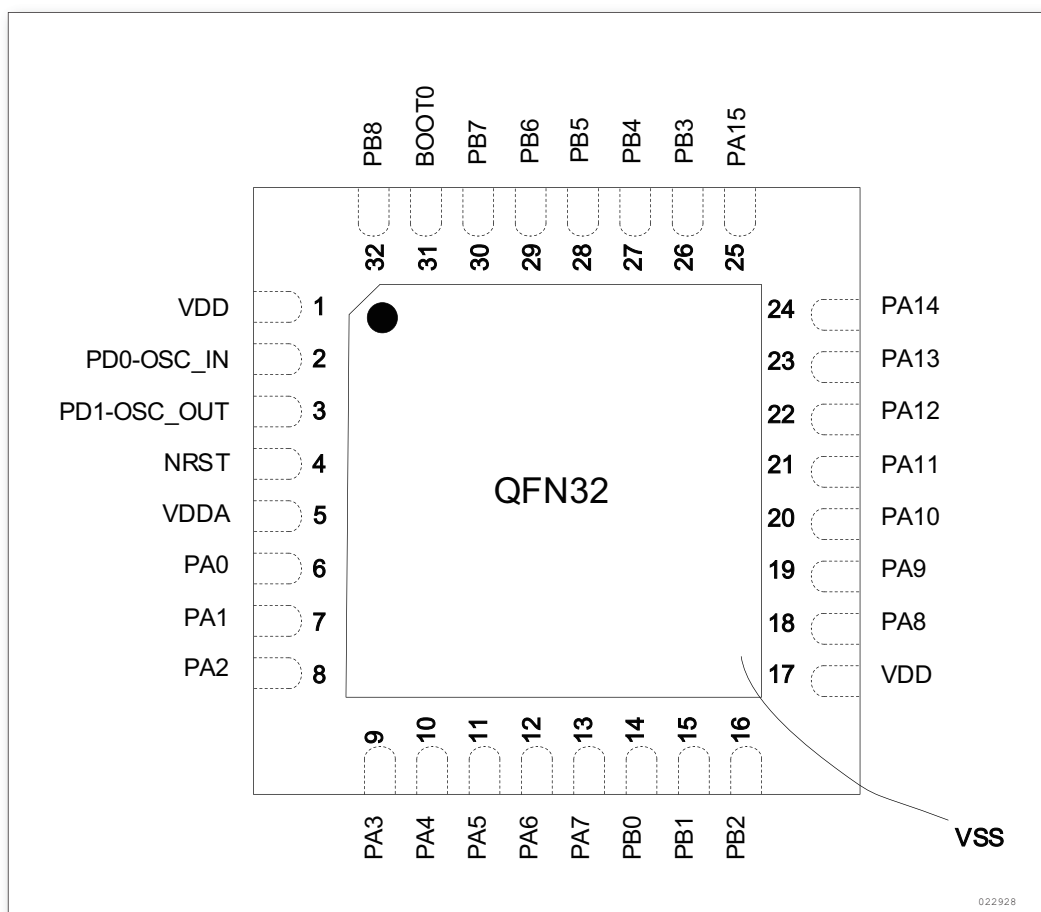 PB8 BOOT0 PB7 PB6 PB5 PB4 PB3 PA15
32 31 30 29 28 27 26 25
VDD 1 24 PA14
PD0-OSC_IN 2 23 PA13
PD1-OSC_OUT 3 22 PA12
NRST 4 21 PA11
VDDA 5 20 PA10
PA0 6 19 PA9
PA1 7 18 PA8
PA2 8 17 VDD
QFN32
9 10 11 12 13 14 15 16
PA3 PA4 PA5 PA6 PA7 PB0 PB1 PB2
VSS
022928